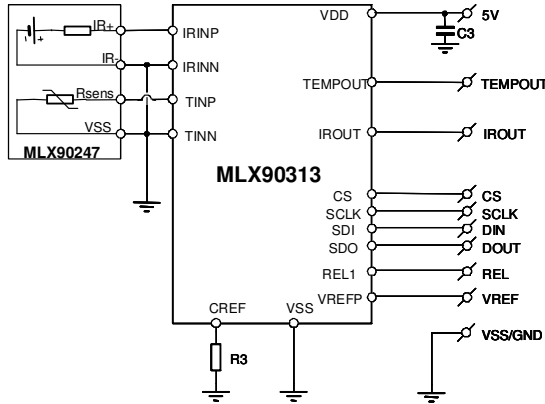 VDD
5V
IR+
IRINP
C3
IR-
IRINN
TEMPOUT
TEMPOUT
Rsens
TINP
VSS
TINN
IROUT
IROUT
MLX90247
MLX90313
CS
CS
SCLK
SCLK
SDI
DIN
SDO
DOUT
REL1
REL
VREFP
VREF
CREF
VSS
VSS/GND
R3